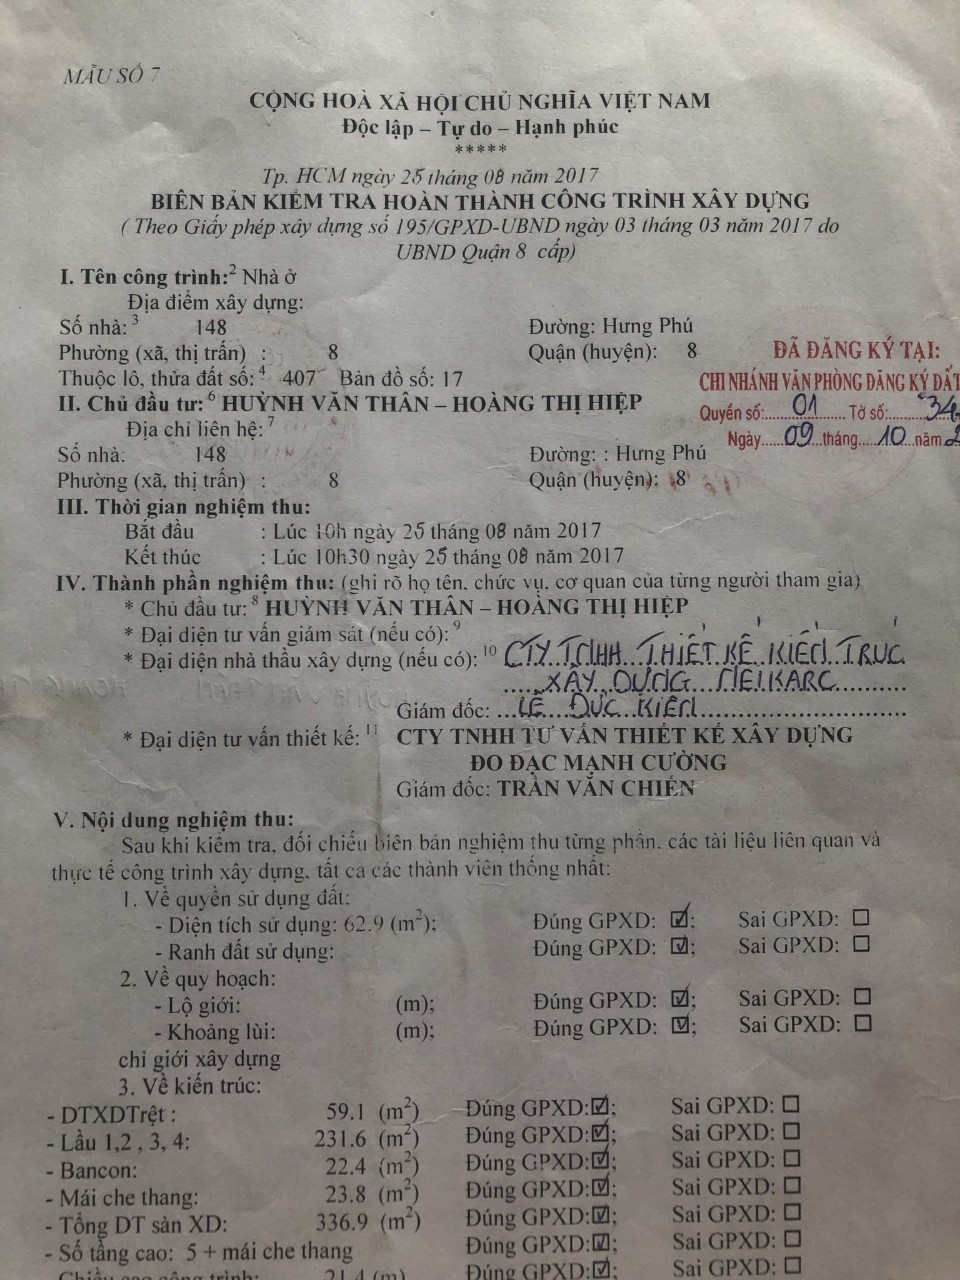 MẪU SỐ 7
CỘNG HOÀ XÃ HỘI CHỦ NGHĨA VIỆT NAM
Độc lập – Tự do – Hạnh phúc
*****
Tp. HCM ngày 25 tháng 08 năm 2017
BIÊN BẢN KIỂM TRA HOÀN THÀNH CÔNG TRÌNH XÂY DỰNG
( Theo Giấy phép xây dựng số 195/GPXD-UBND ngày 03 tháng 03 năm 2017 do
UBND Quận 8 cấp)
I. Tên công trình:² Nhà ở
Địa điểm xây dựng:
Số nhà: ³ 148 Đường: Hưng Phú
Phường (xã, thị trấn) : 8 Quận (huyện): 8
Thuộc lô, thửa đất số: ⁴ 407 Bản đồ số: 17
ĐÃ ĐĂNG KÝ TẠI:
CHI NHÁNH VĂN PHÒNG ĐĂNG KÝ ĐẤT
Quyển số:...01... Tờ số:...34
Ngày...09...tháng...10...năm 2
II. Chủ đầu tư: ⁶ HUỲNH VĂN THÂN – HOÀNG THỊ HIỆP
Địa chỉ liên hệ: ⁷
Số nhà: 148 Đường: : Hưng Phú
Phường (xã, thị trấn) : 8 Quận (huyện): 8
III. Thời gian nghiệm thu:
Bắt đầu : Lúc 10h ngày 25 tháng 08 năm 2017
Kết thúc : Lúc 10h30 ngày 25 tháng 08 năm 2017
IV. Thành phần nghiệm thu: (ghi rõ họ tên, chức vụ, cơ quan của từng người tham gia)
* Chủ đầu tư: ⁸ HUỲNH VĂN THÂN – HOÀNG THỊ HIỆP
* Đại diện tư vấn giám sát (nếu có): ⁹
* Đại diện nhà thầu xây dựng (nếu có): ¹⁰ CTY TNHH THIẾT KẾ KIẾN TRÚC
XÂY DỰNG NEIKARC
Giám đốc: LÊ ĐỨC KIÊN
* Đại diện tư vấn thiết kế: ¹¹ CTY TNHH TƯ VẤN THIẾT KẾ XÂY DỰNG
ĐO ĐẠC MẠNH CƯỜNG
Giám đốc: TRẦN VĂN CHIẾN
V. Nội dung nghiệm thu:
Sau khi kiểm tra, đối chiếu biên bản nghiệm thu từng phần, các tài liệu liên quan và
thực tế công trình xây dựng, tất cả các thành viên thống nhất:
1. Về quyền sử dụng đất:
- Diện tích sử dụng: 62.9 (m²); Đúng GPXD: ☑; Sai GPXD: ☐
- Ranh đất sử dụng: Đúng GPXD: ☑; Sai GPXD: ☐
2. Về quy hoạch:
- Lộ giới: (m); Đúng GPXD: ☑; Sai GPXD: ☐
- Khoảng lùi: (m); Đúng GPXD: ☑; Sai GPXD: ☐
chỉ giới xây dựng
3. Về kiến trúc:
- DTXDTrệt : 59.1 (m²) Đúng GPXD:☑; Sai GPXD: ☐
- Lầu 1,2 , 3, 4: 231.6 (m²) Đúng GPXD:☑; Sai GPXD: ☐
- Bancon: 22.4 (m²) Đúng GPXD:☑; Sai GPXD: ☐
- Mái che thang: 23.8 (m²) Đúng GPXD:☑; Sai GPXD: ☐
- Tổng DT sàn XD: 336.9 (m²) Đúng GPXD:☑; Sai GPXD: ☐
- Số tầng cao: 5 + mái che thang Đúng GPXD:☑; Sai GPXD: ☐
Chiều cao công trình: 21.4 (m) Đúng GPXD:☑; Sai GPXD: ☐